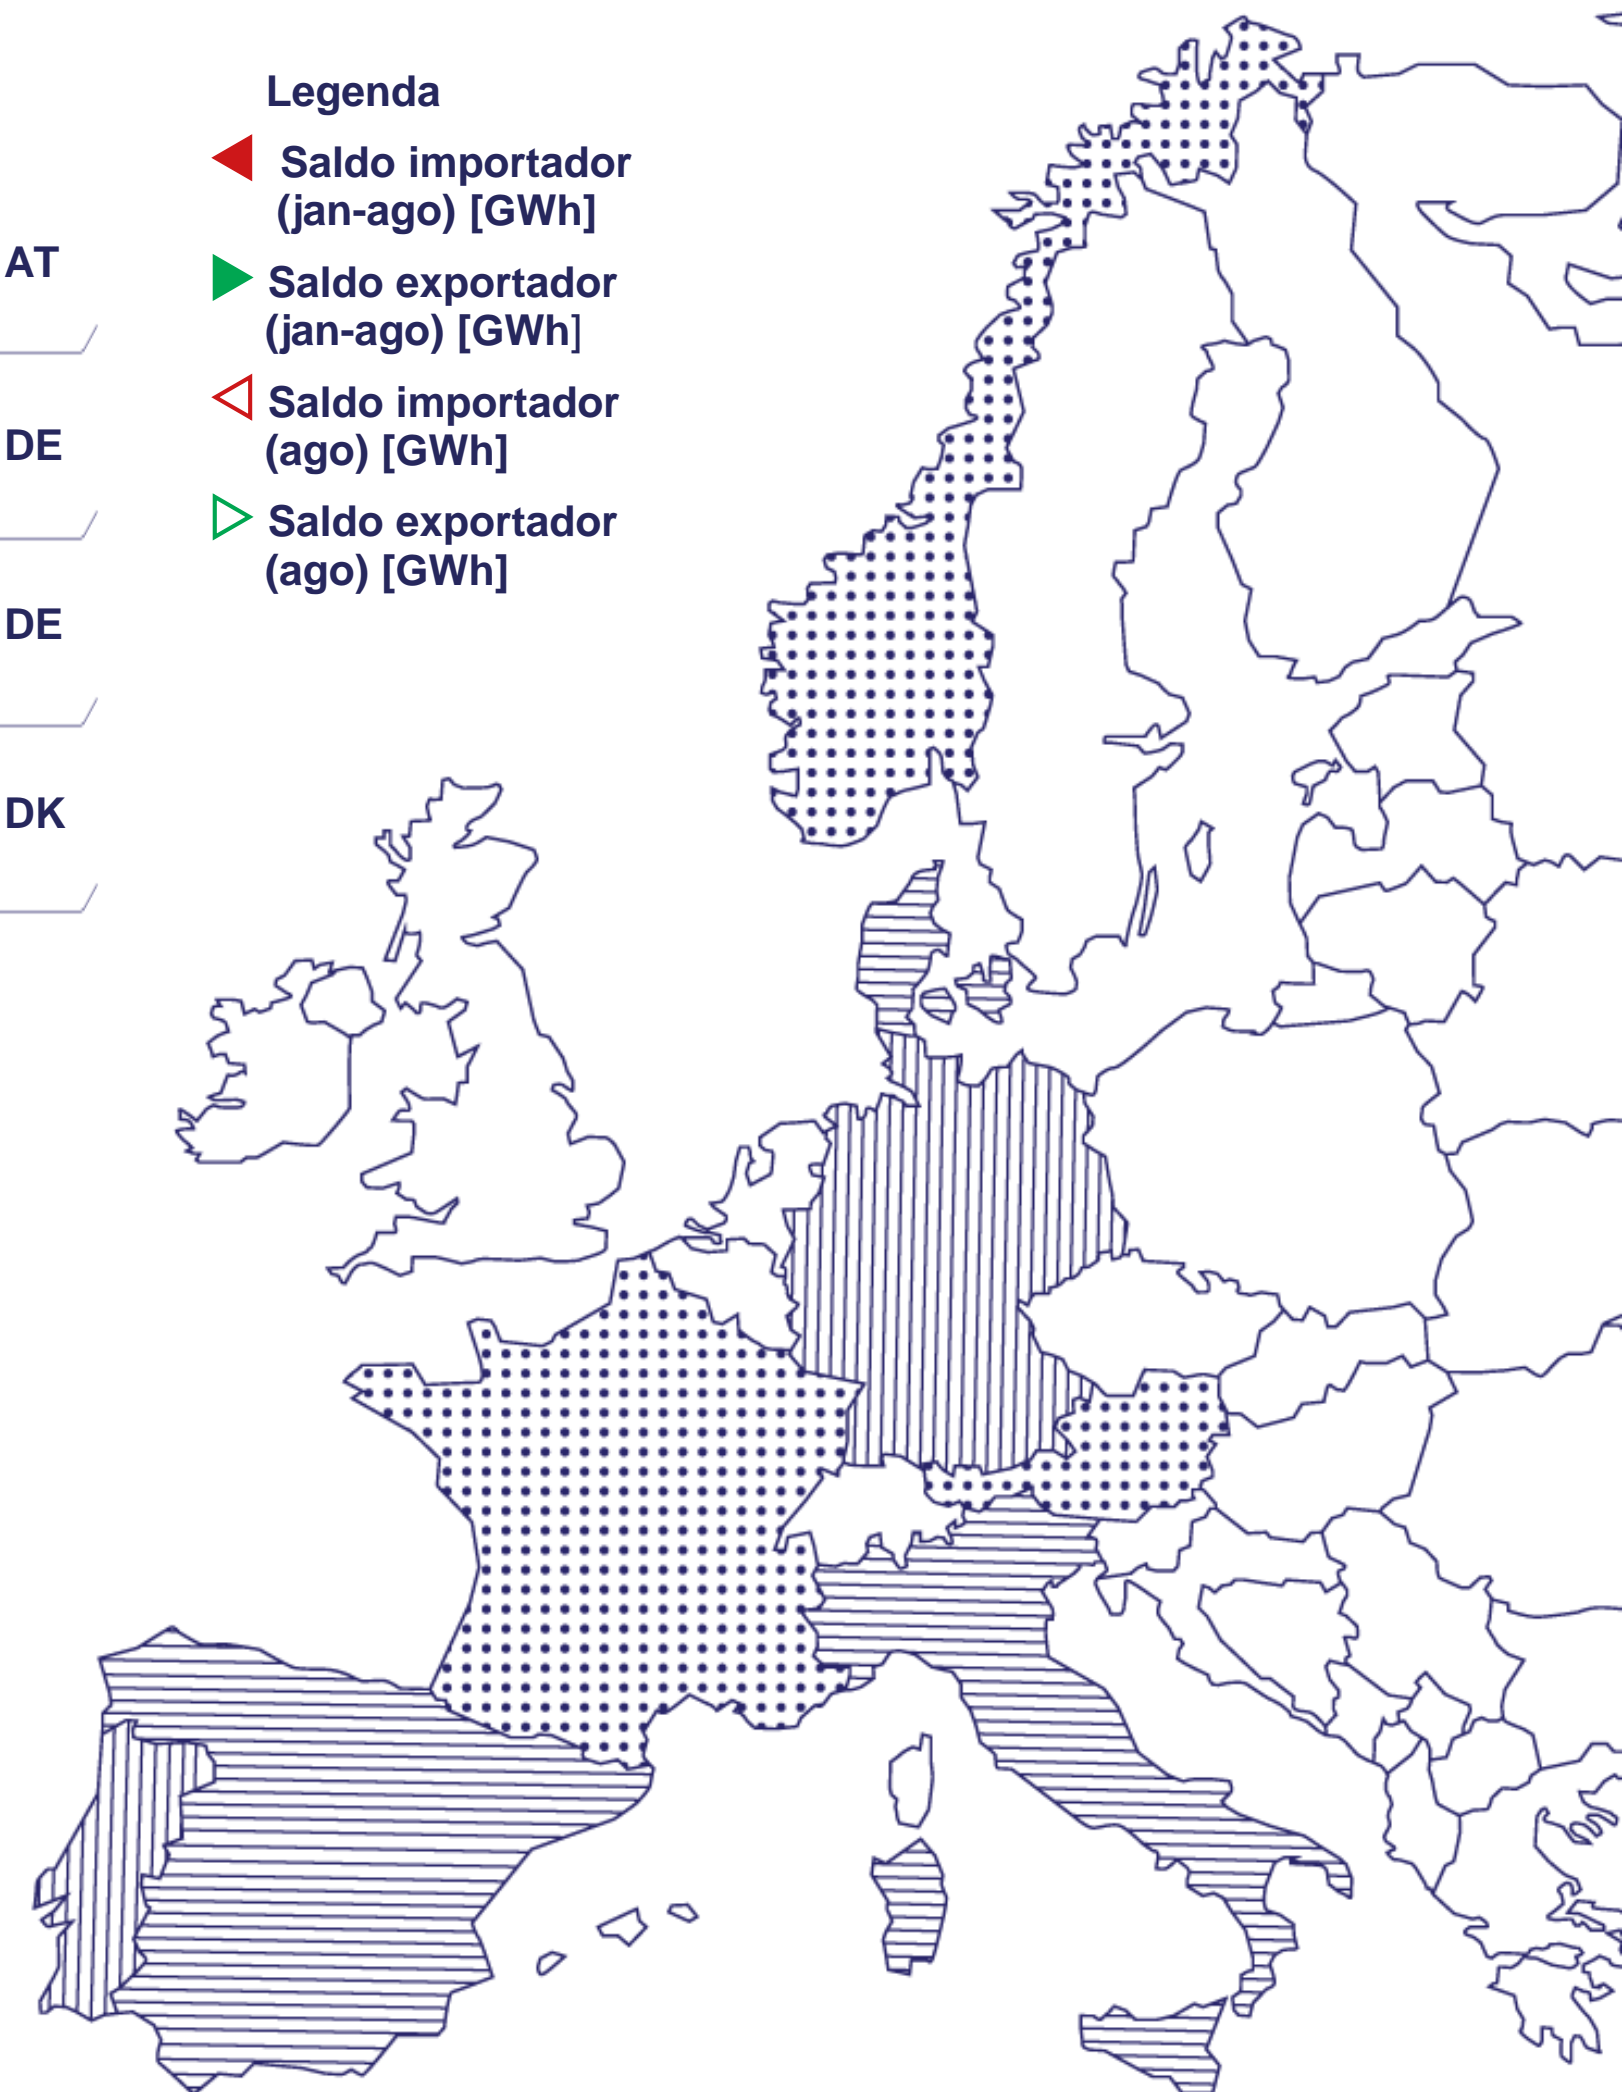 Legenda
Saldo importador
(jan-ago) [GWh]
Saldo exportador
(jan-ago) [GWh]
Saldo importador
(ago) [GWh]
Saldo exportador
(ago) [GWh]
AT
DE
DE
DK